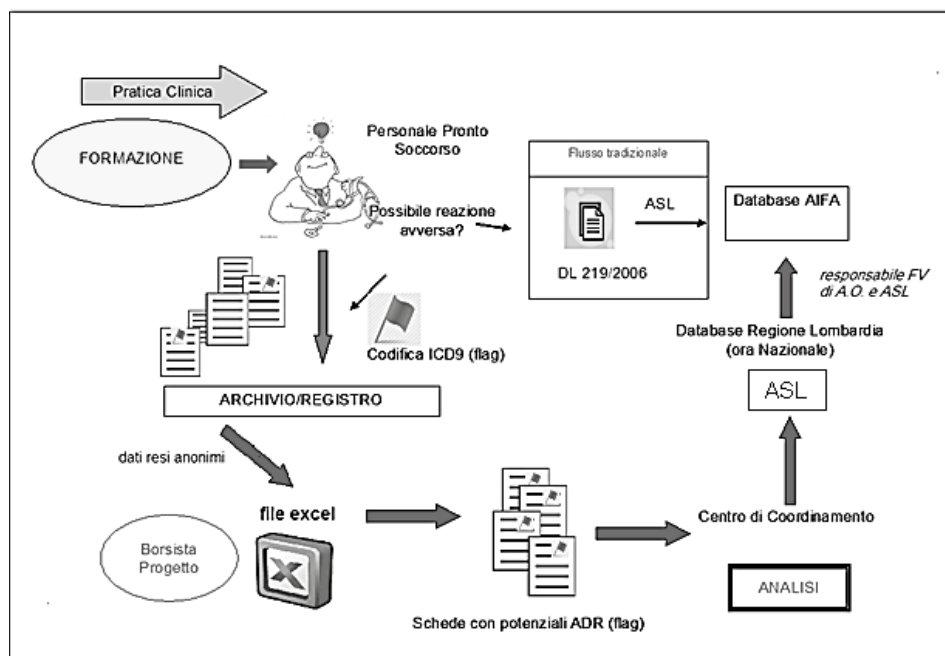 Pratica Clinica
FORMAZIONE
Personale Pronto
Soccorso
Possibile reazione
avversa?
Flusso tradizionale
ASL
DL 219/2006
Database AIFA
responsabile FV
di A.O. e ASL
Database Regione Lombardia
(ora Nazionale)
ASL
Codifica ICD9 (flag)
ARCHIVIO/REGISTRO
dati resi anonimi
file excel
Borsista
Progetto
X
Schede con potenziali ADR (flag)
Centro di Coordinamento
ANALISI